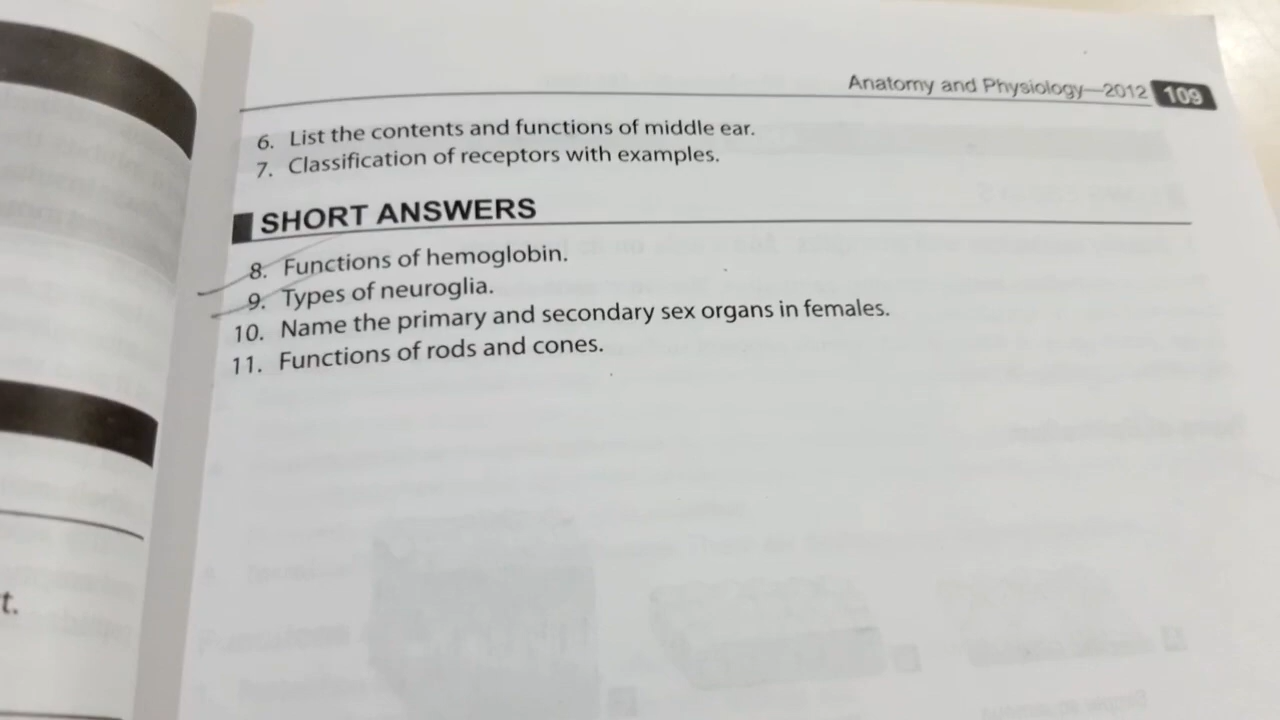 Anatomy and Physiology—2012 109
6. List the contents and functions of middle ear.
7. Classification of receptors with examples.
SHORT ANSWERS
8. Functions of hemoglobin.
9. Types of neuroglia.
10. Name the primary and secondary sex organs in females.
11. Functions of rods and cones.
t.